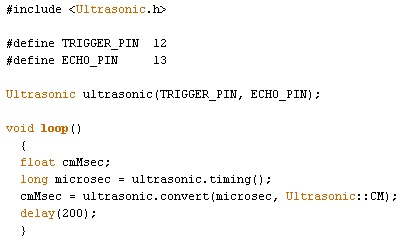 #include <Ultrasonic.h>
#define TRIGGER_PIN  12
#define ECHO_PIN     13
Ultrasonic ultrasonic(TRIGGER_PIN, ECHO_PIN);
void loop()
  {
  float cmMsec;
  long microsec = ultrasonic.timing();
  cmMsec = ultrasonic.convert(microsec, Ultrasonic::CM);
  delay(200);
  }